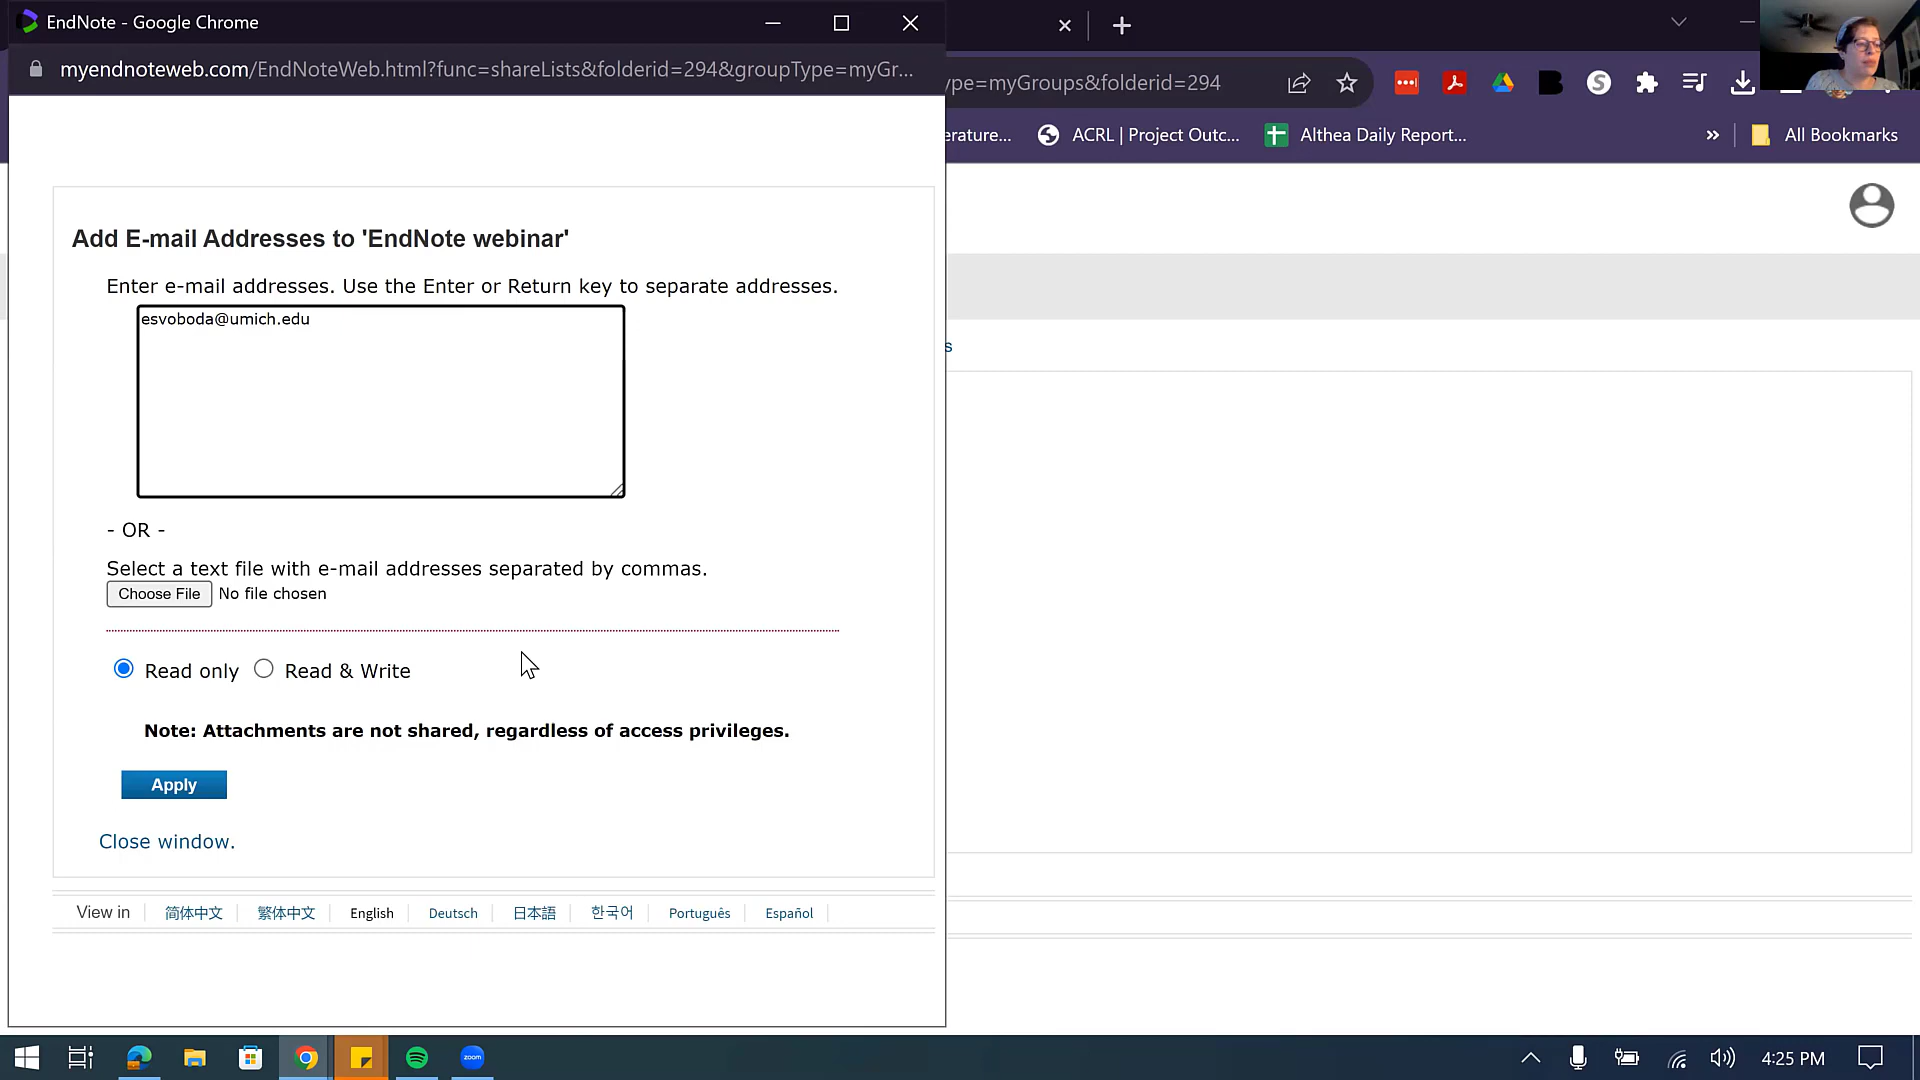 EndNote - Google Chrome
myendnoteweb.com/EndNoteWeb.html?func=shareLists&folderid=294&groupType=myGr...
ype=myGroups&folderid=294
erature...
ACRL | Project Outc...
Althea Daily Report...
»
All Bookmarks
Add E-mail Addresses to 'EndNote webinar'
Enter e-mail addresses. Use the Enter or Return key to separate addresses.
esvoboda@umich.edu
s
- OR -
Select a text file with e-mail addresses separated by commas.
Choose File No file chosen
Read only Read & Write
Note: Attachments are not shared, regardless of access privileges.
Apply
Close window.
View in 简体中文 繁体中文 English Deutsch 日本語 한국어 Português Español
zoom
4:25 PM